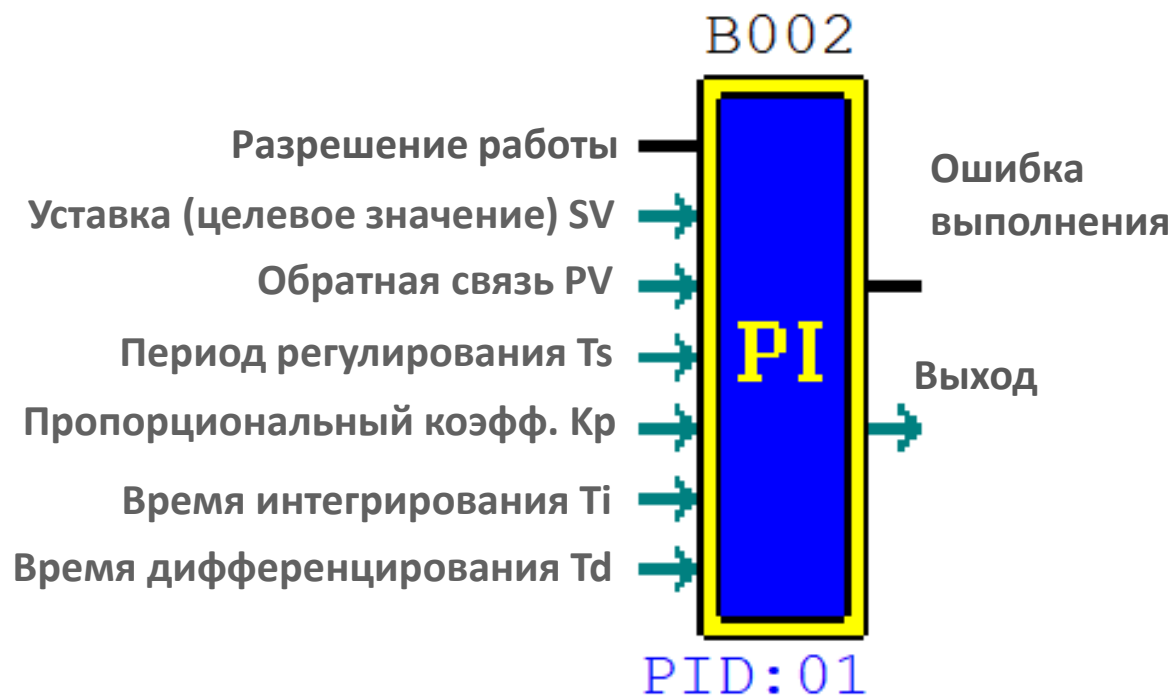 B002
Разрешение работы
Уставка (целевое значение) SV
Обратная связь PV
Период регулирования Ts
Пропорциональный коэфф. Kp
Время интегрирования Ti
Время дифференцирования Td
PI
Ошибка
выполнения
Выход
PID:01